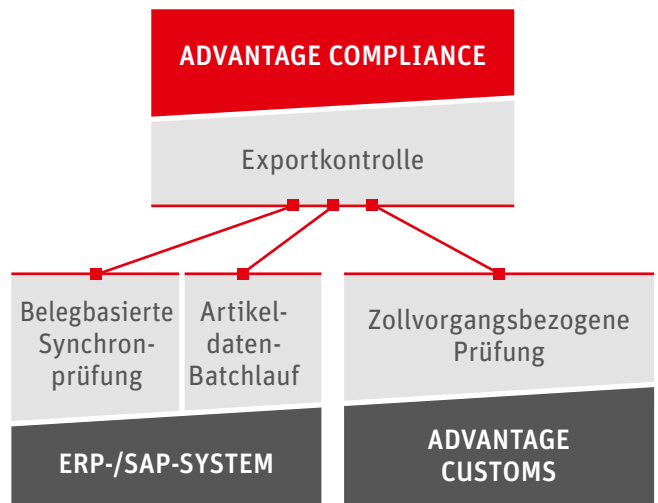 ADVANTAGE COMPLIANCE
Exportkontrolle
Belegbasierte
Synchron-
prüfung
Artikel-
daten-
Batchlauf
Zollvorgangsbezogene
Prüfung
ERP-/SAP-SYSTEM
ADVANTAGE
CUSTOMS